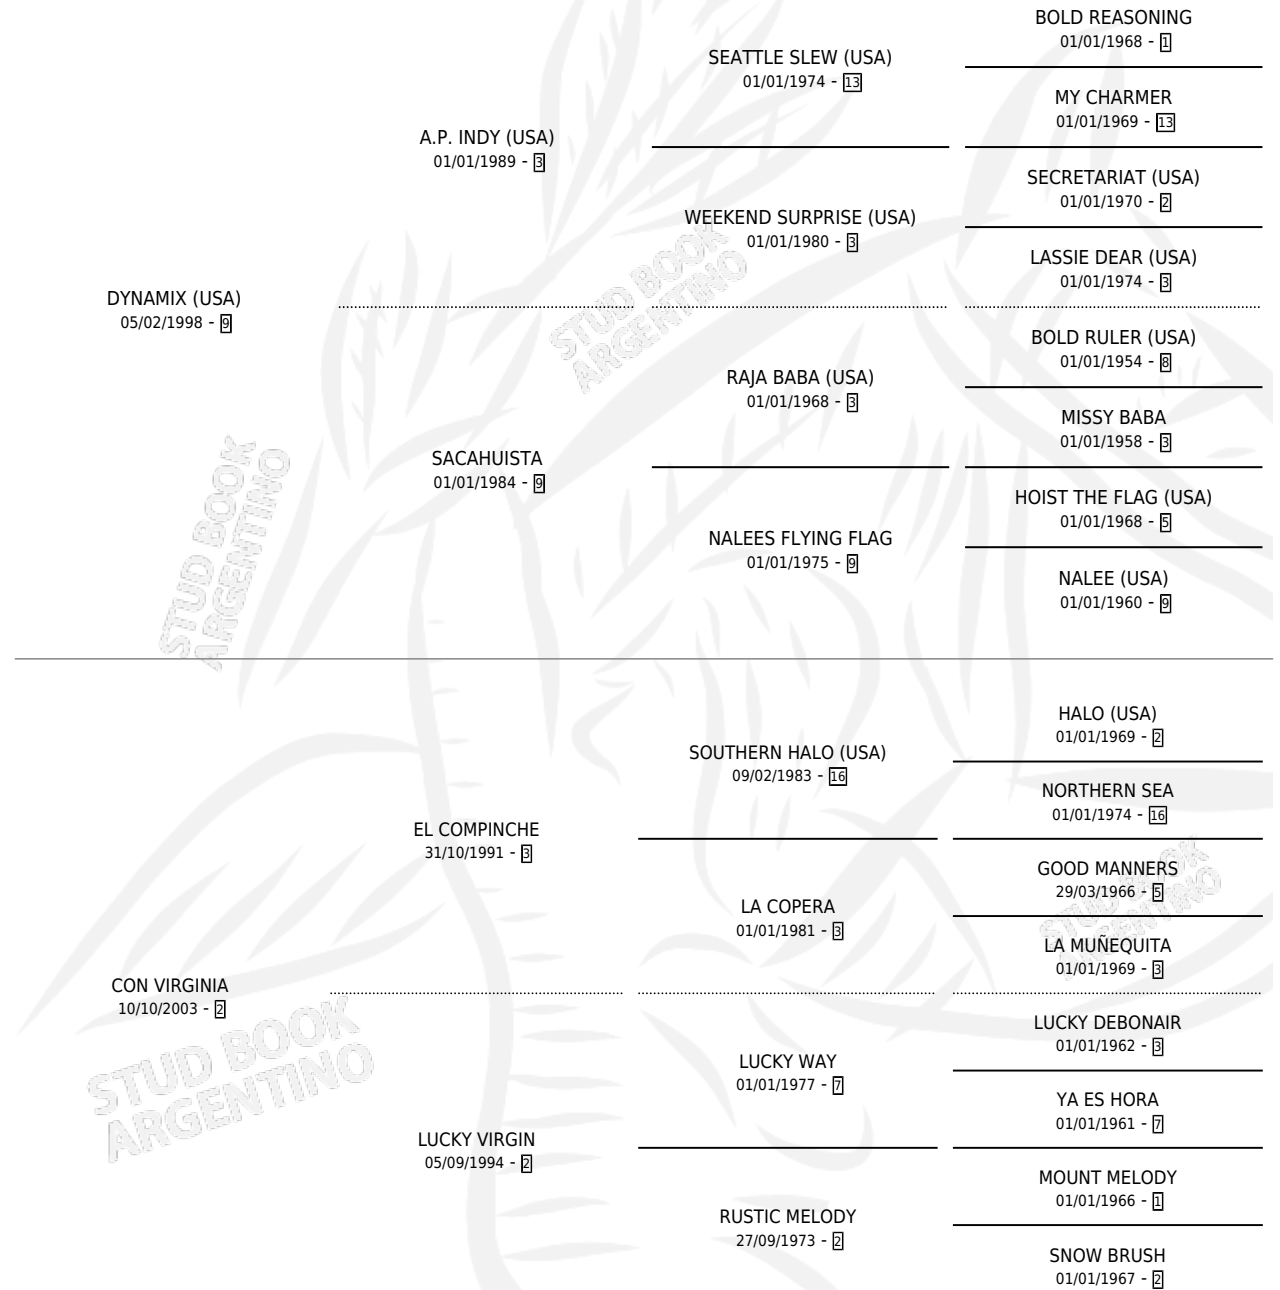 BOLD REASONING
01/01/1968 - 1
SEATTLE SLEW (USA)
01/01/1974 - 13
MY CHARMER
01/01/1969 - 13
A.P. INDY (USA)
01/01/1989 - 3
SECRETARIAT (USA)
01/01/1970 - 2
WEEKEND SURPRISE (USA)
01/01/1980 - 3
LASSIE DEAR (USA)
01/01/1974 - 3
DYNAMIX (USA)
05/02/1998 - 9
STUD BOOK
ARGENTINO
BOLD RULER (USA)
01/01/1954 - 8
RAJA BABA (USA)
01/01/1968 - 3
MISSY BABA
01/01/1958 - 3
SACAHUISTA
01/01/1984 - 9
HOIST THE FLAG (USA)
01/01/1968 - 5
NALEES FLYING FLAG
01/01/1975 - 9
NALEE (USA)
01/01/1960 - 9
STUD BOOK
ARGENTINO
HALO (USA)
01/01/1969 - 2
SOUTHERN HALO (USA)
09/02/1983 - 16
NORTHERN SEA
01/01/1974 - 16
EL COMPINCHE
31/10/1991 - 3
GOOD MANNERS
29/03/1966 - 5
LA COPERA
01/01/1981 - 3
LA MUÑEQUITA
01/01/1969 - 3
STUD BOOK
ARGENTINO
CON VIRGINIA
10/10/2003 - 2
LUCKY DEBONAIR
01/01/1962 - 3
LUCKY WAY
01/01/1977 - 7
YA ES HORA
01/01/1961 - 7
STUD BOOK
ARGENTINO
LUCKY VIRGIN
05/09/1994 - 2
MOUNT MELODY
01/01/1966 - 1
RUSTIC MELODY
27/09/1973 - 2
SNOW BRUSH
01/01/1967 - 2